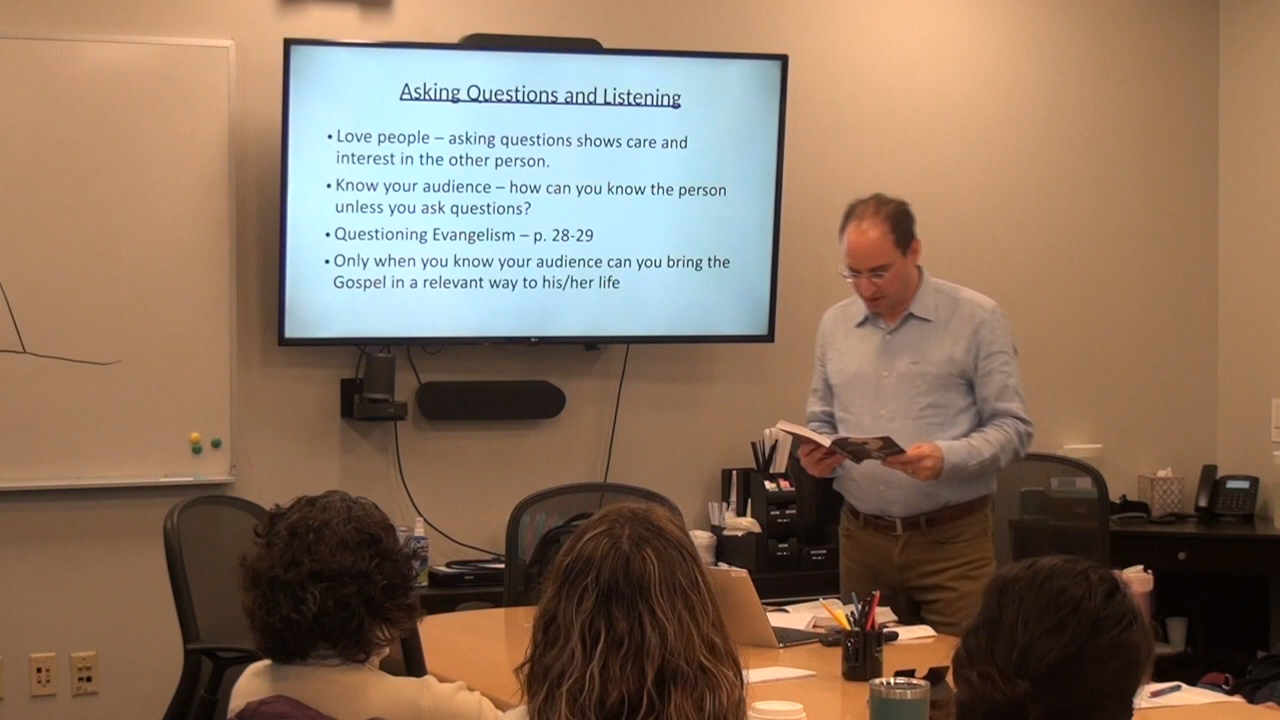 Asking Questions and Listening
• Love people – asking questions shows care and
interest in the other person.
• Know your audience – how can you know the person
unless you ask questions?
• Questioning Evangelism – p. 28-29
• Only when you know your audience can you bring the
Gospel in a relevant way to his/her life